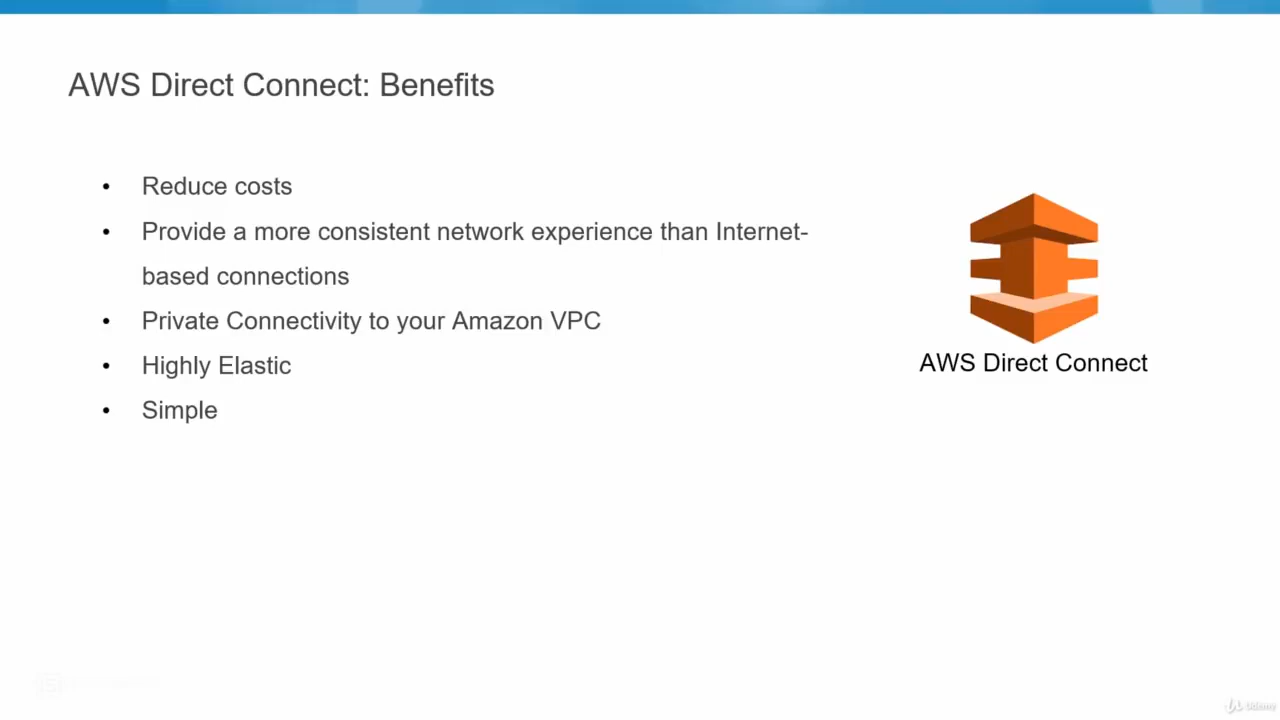 AWS Direct Connect: Benefits
• Reduce costs
• Provide a more consistent network experience than Internet-
based connections
• Private Connectivity to your Amazon VPC
• Highly Elastic
• Simple
AWS Direct Connect
Udemy